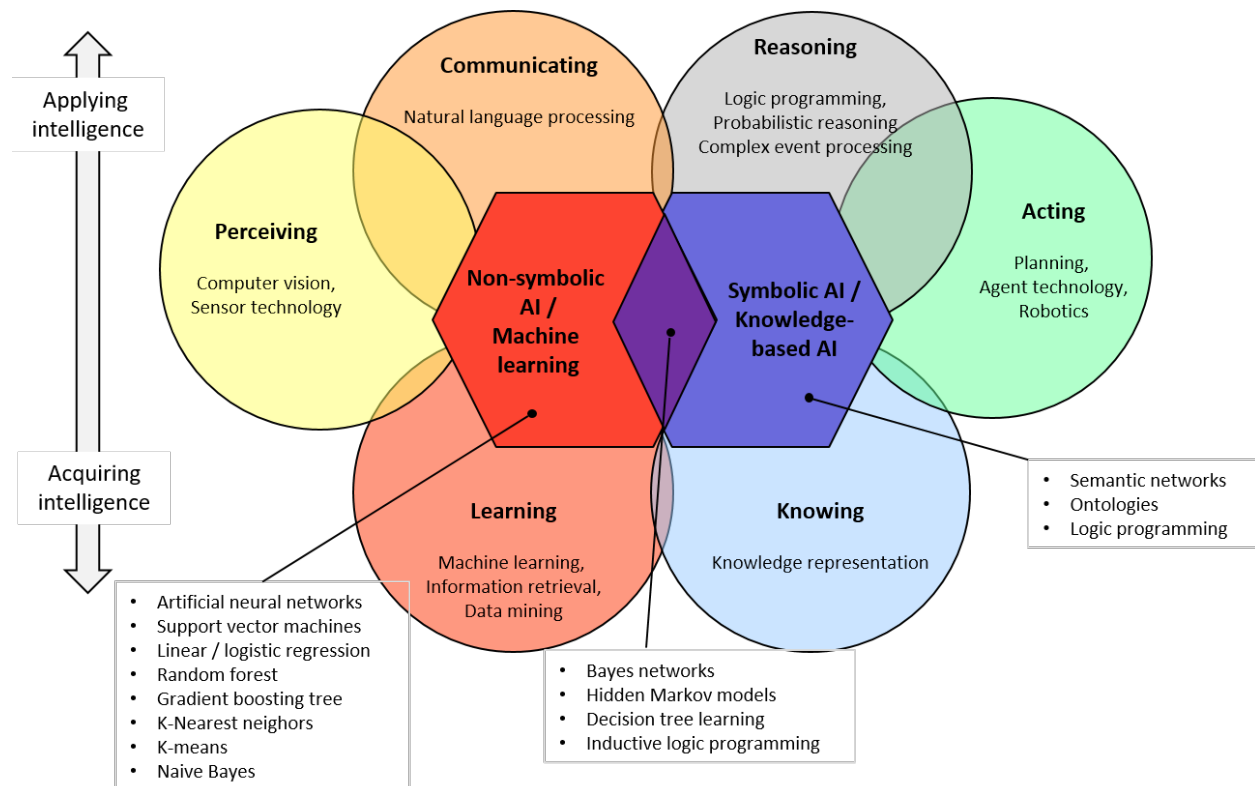 Applying
intelligence
Acquiring
intelligence
Perceiving
Computer vision,
Sensor technology
Communicating
Natural language processing
Reasoning
Logic programming,
Probabilistic reasoning
Complex event processing
Acting
Planning,
Agent technology,
Robotics
Non-symbolic
AI /
Machine
learning
Symbolic AI /
Knowledge-
based AI
Learning
Machine learning,
Information retrieval,
Data mining
Knowing
Knowledge representation
• Artificial neural networks
• Support vector machines
• Linear / logistic regression
• Random forest
• Gradient boosting tree
• K-Nearest neighors
• K-means
• Naive Bayes
• Bayes networks
• Hidden Markov models
• Decision tree learning
• Inductive logic programming
• Semantic networks
• Ontologies
• Logic programming